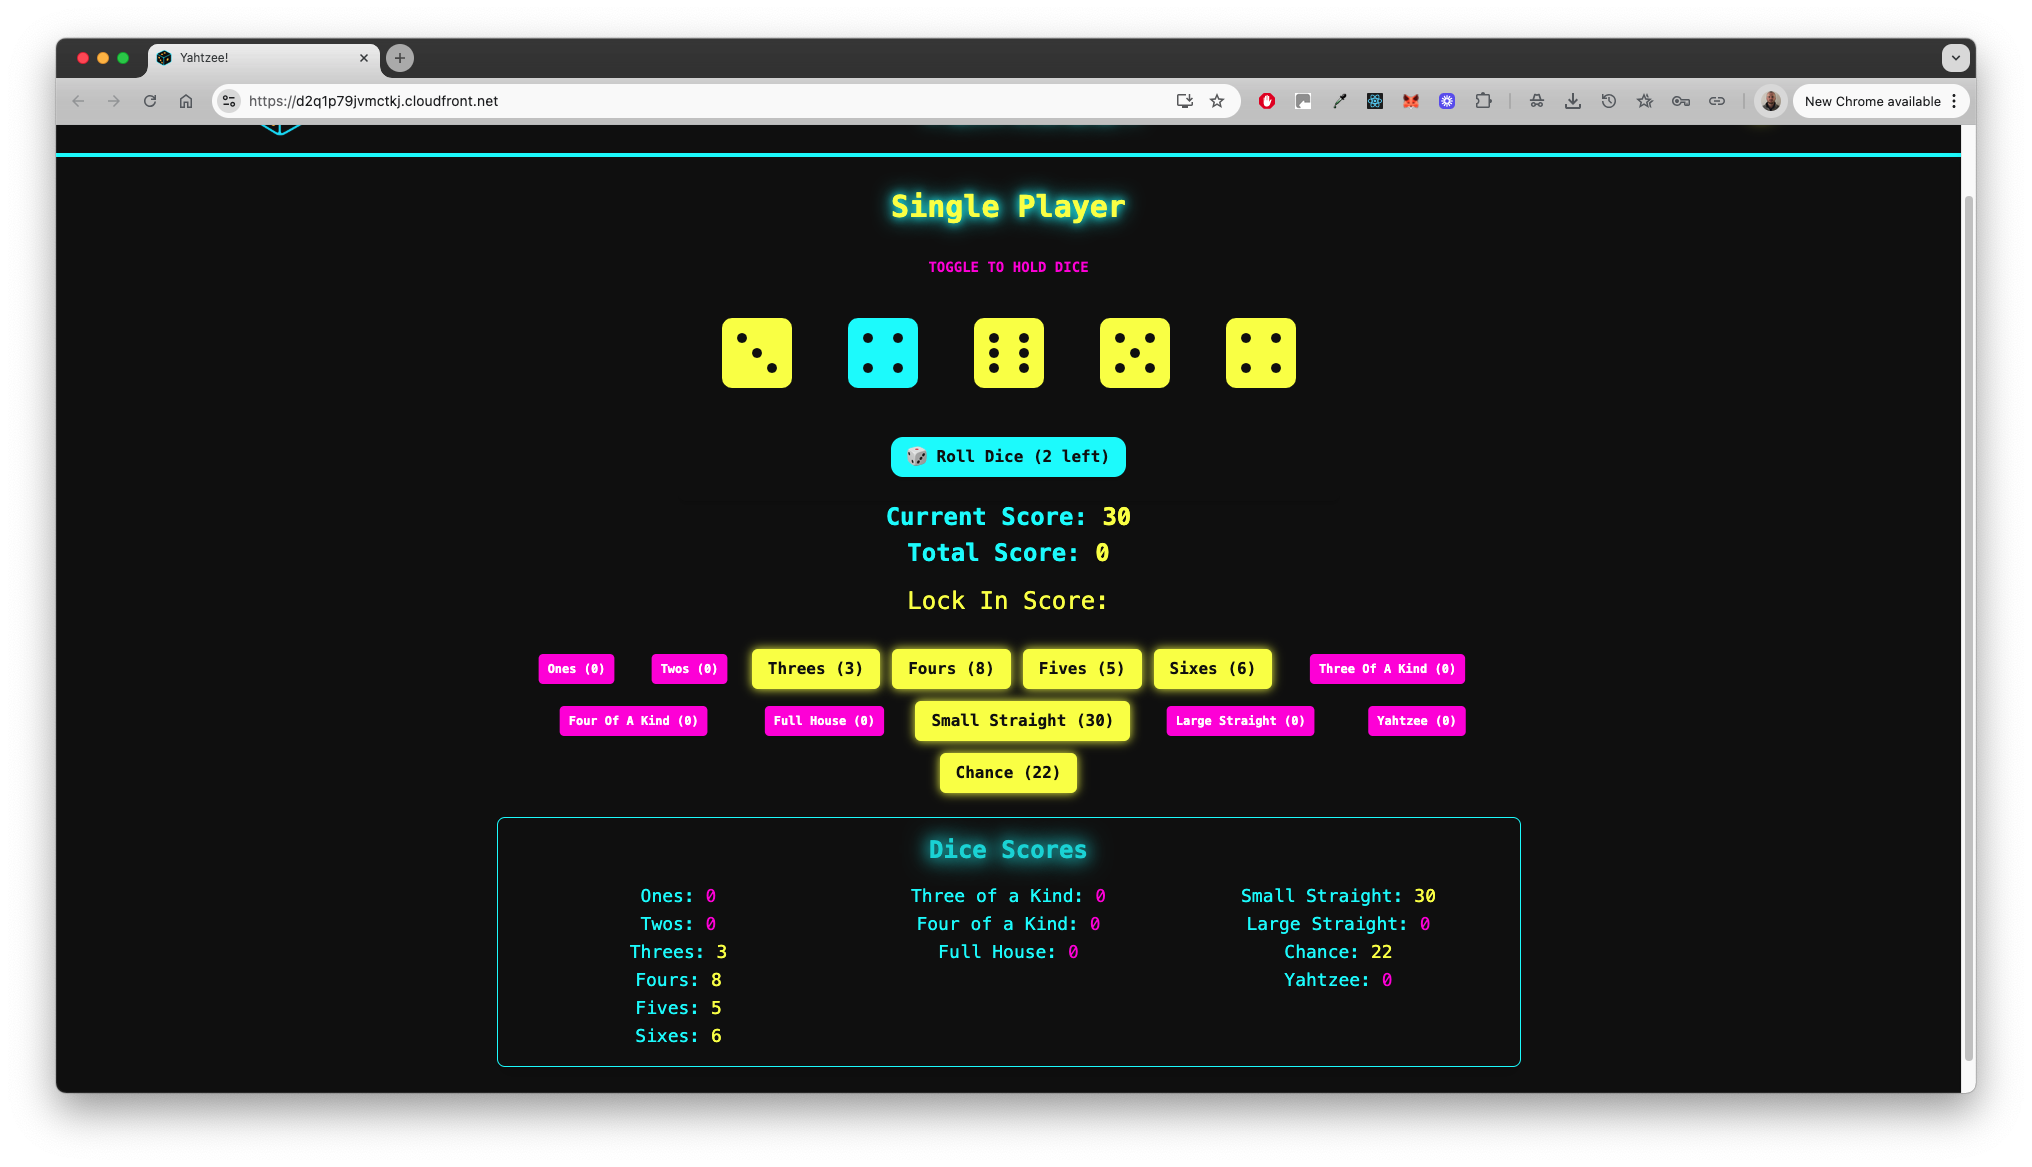 Yahtzee!
https://d2q1p79jvmctkj.cloudfront.net
New Chrome available
Single Player
TOGGLE TO HOLD DICE
Roll Dice (2 left)
Current Score: 30
Total Score: 0
Lock In Score:
Ones (0) Twos (0) Threes (3) Fours (8) Fives (5) Sixes (6) Three Of A Kind (0)
Four Of A Kind (0) Full House (0) Small Straight (30) Large Straight (0) Yahtzee (0)
Chance (22)
Dice Scores
Ones: 0
Twos: 0
Threes: 3
Fours: 8
Fives: 5
Sixes: 6
Three of a Kind: 0
Four of a Kind: 0
Full House: 0
Small Straight: 30
Large Straight: 0
Chance: 22
Yahtzee: 0